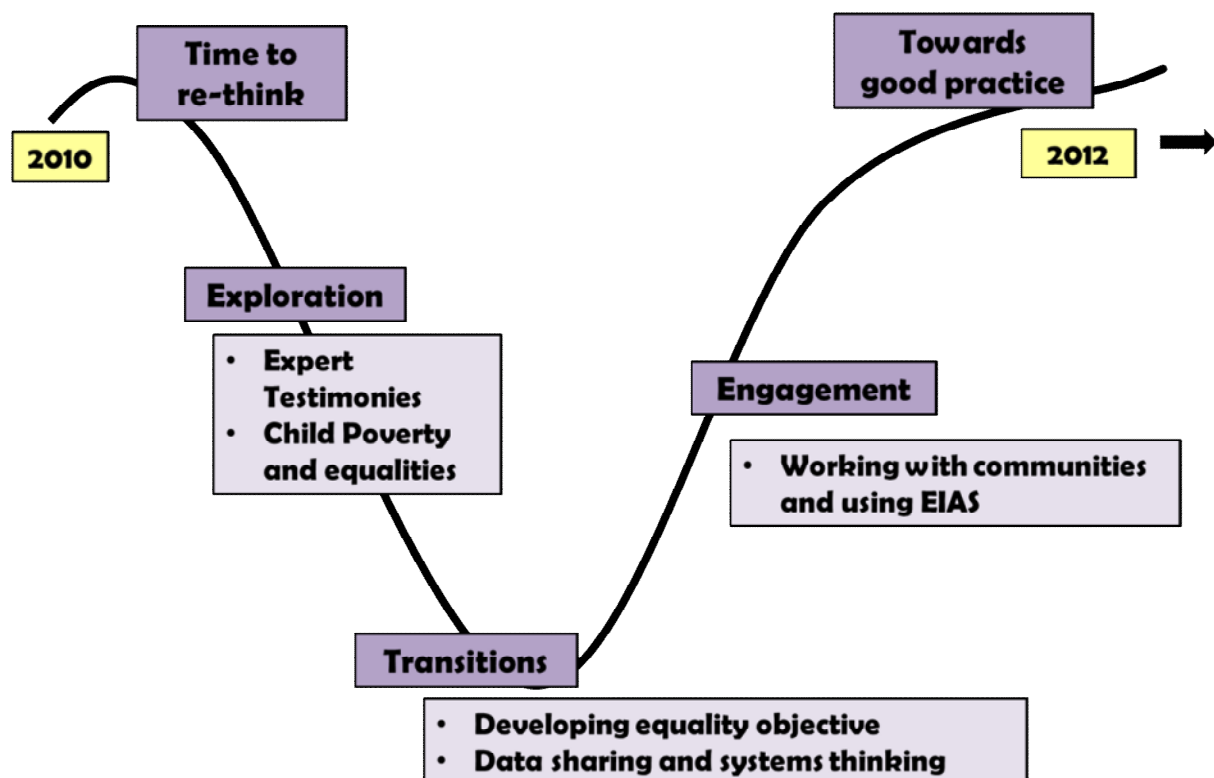 Time to
re-think
2010
Exploration
• Expert
Testimonies
• Child Poverty
and equalities
Transitions
• Developing equality objective
• Data sharing and systems thinking
Engagement
• Working with communities
and using EIAS
Towards
good practice
2012